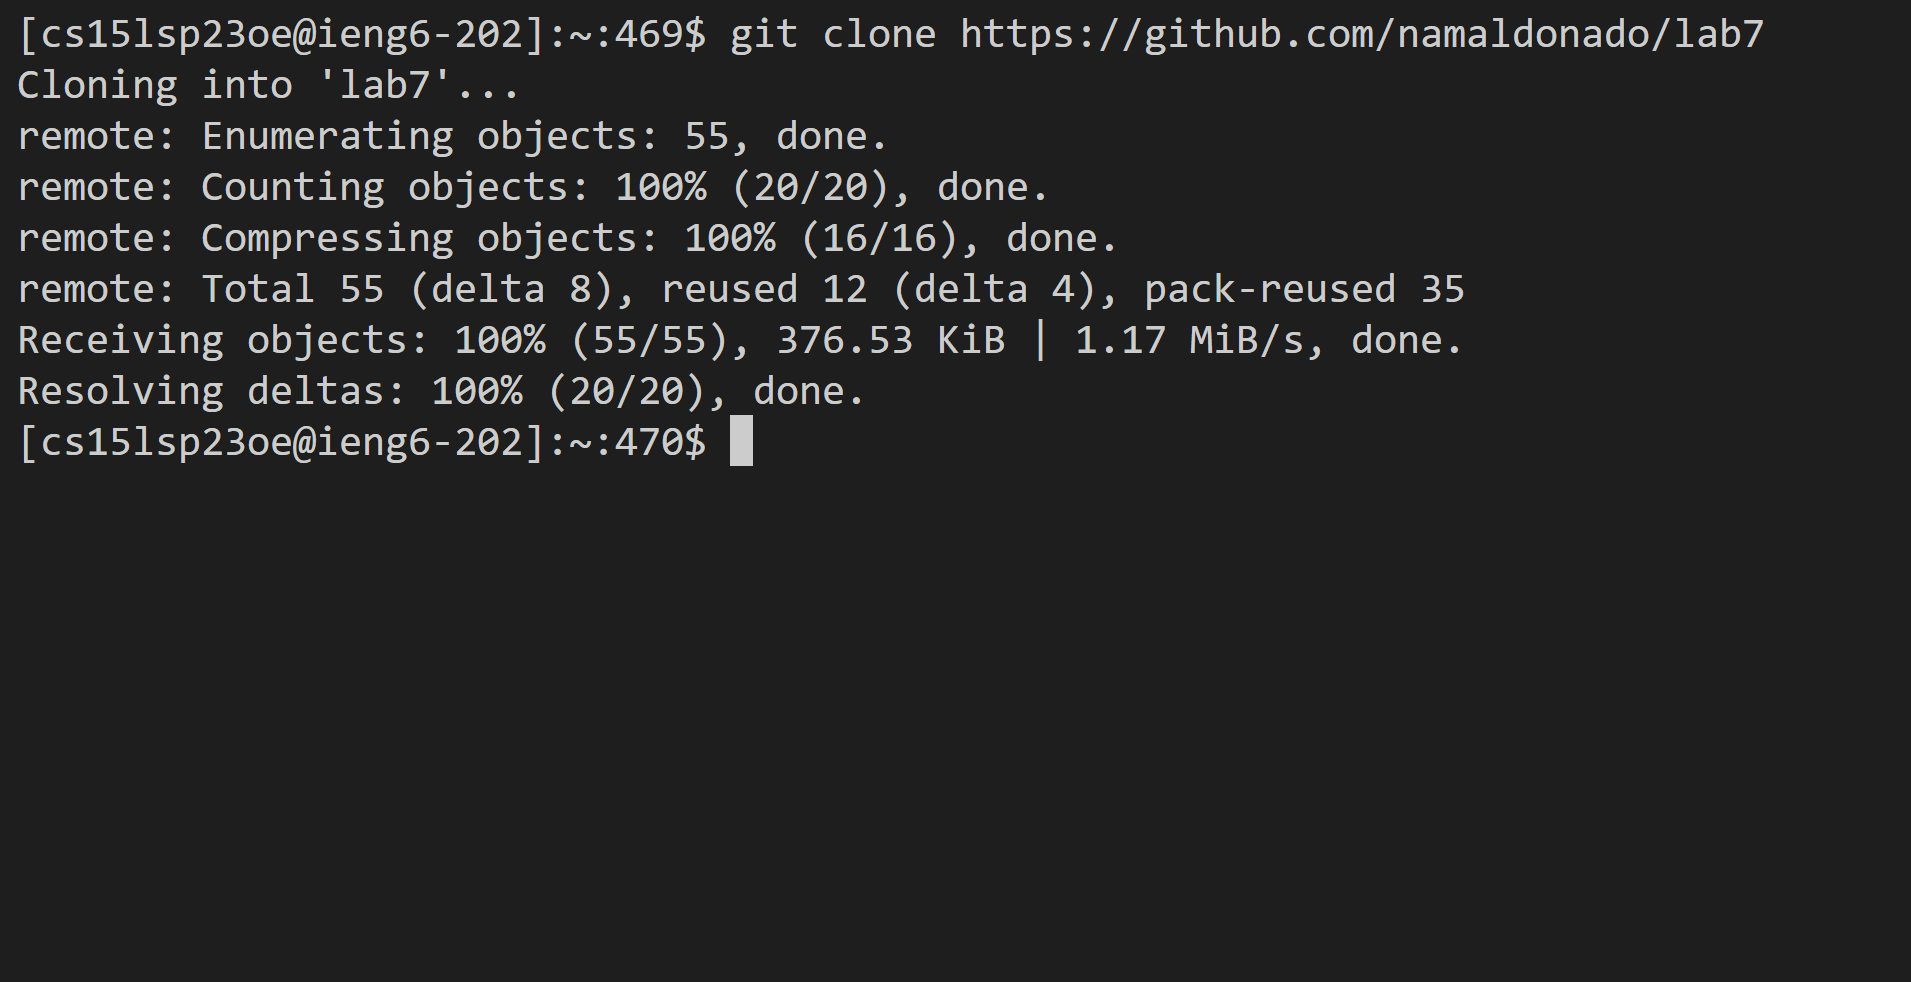 [cs15lsp23oe@ieng6-202]:~:469$ git clone https://github.com/namaldonado/lab7
Cloning into 'lab7'...
remote: Enumerating objects: 55, done.
remote: Counting objects: 100% (20/20), done.
remote: Compressing objects: 100% (16/16), done.
remote: Total 55 (delta 8), reused 12 (delta 4), pack-reused 35
Receiving objects: 100% (55/55), 376.53 KiB | 1.17 MiB/s, done.
Resolving deltas: 100% (20/20), done.
[cs15lsp23oe@ieng6-202]:~:470$